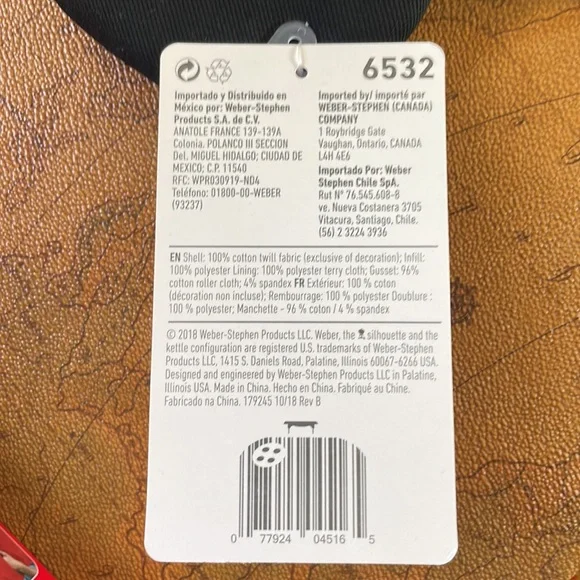 6532
Importado y Distribuido en
México por: Weber-Stephen
Products S.A. de C.V.
ANATOLE FRANCE 139-139A
Colonia. POLANCO III SECCION
Del. MIGUEL HIDALGO; CIUDAD DE
MEXICO; C.P. 11540
RFC: WPR030919-ND4
Teléfono: 01800-00-WEBER
(93237)
Imported by/ importé par
WEBER-STEPHEN (CANADA)
COMPANY
1 Roybridge Gate
Vaughan, Ontario, CANADA
L4H 4E6
Importado Por: Weber
Stephen Chile SpA.
Rut N° 76.545.608-8
ve, Nueva Costanera 3705
Vitacura, Santiago, Chile.
(56) 2 3224 3936
EN Shell: 100% cotton twill fabric (exclusive of decoration); Infill:
100% polyester Lining: 100% polyester terry cloth; Gusset: 96%
cotton roller cloth; 4% spandex FR Extérieur: 100 % coton
(décoration non incluse); Rembourrage: 100 % polyester Doublure :
100 % polyester; Manchette - 96 % coton / 4 % spandex
© 2018 Weber-Stephen Products LLC. Weber, the silhouette and the
kettle configuration are registered U.S. trademarks of Weber-Stephen
Products LLC, 1415 S. Daniels Road, Palatine, Illinois 60067-6266 USA.
Designed and engineered by Weber-Stephen Products LLC in Palatine,
Illinois USA. Made in China. Hecho en China. Fabriqué au Chine.
Fabricado na China. 179245 10/18 Rev B
0 77924 04516 5